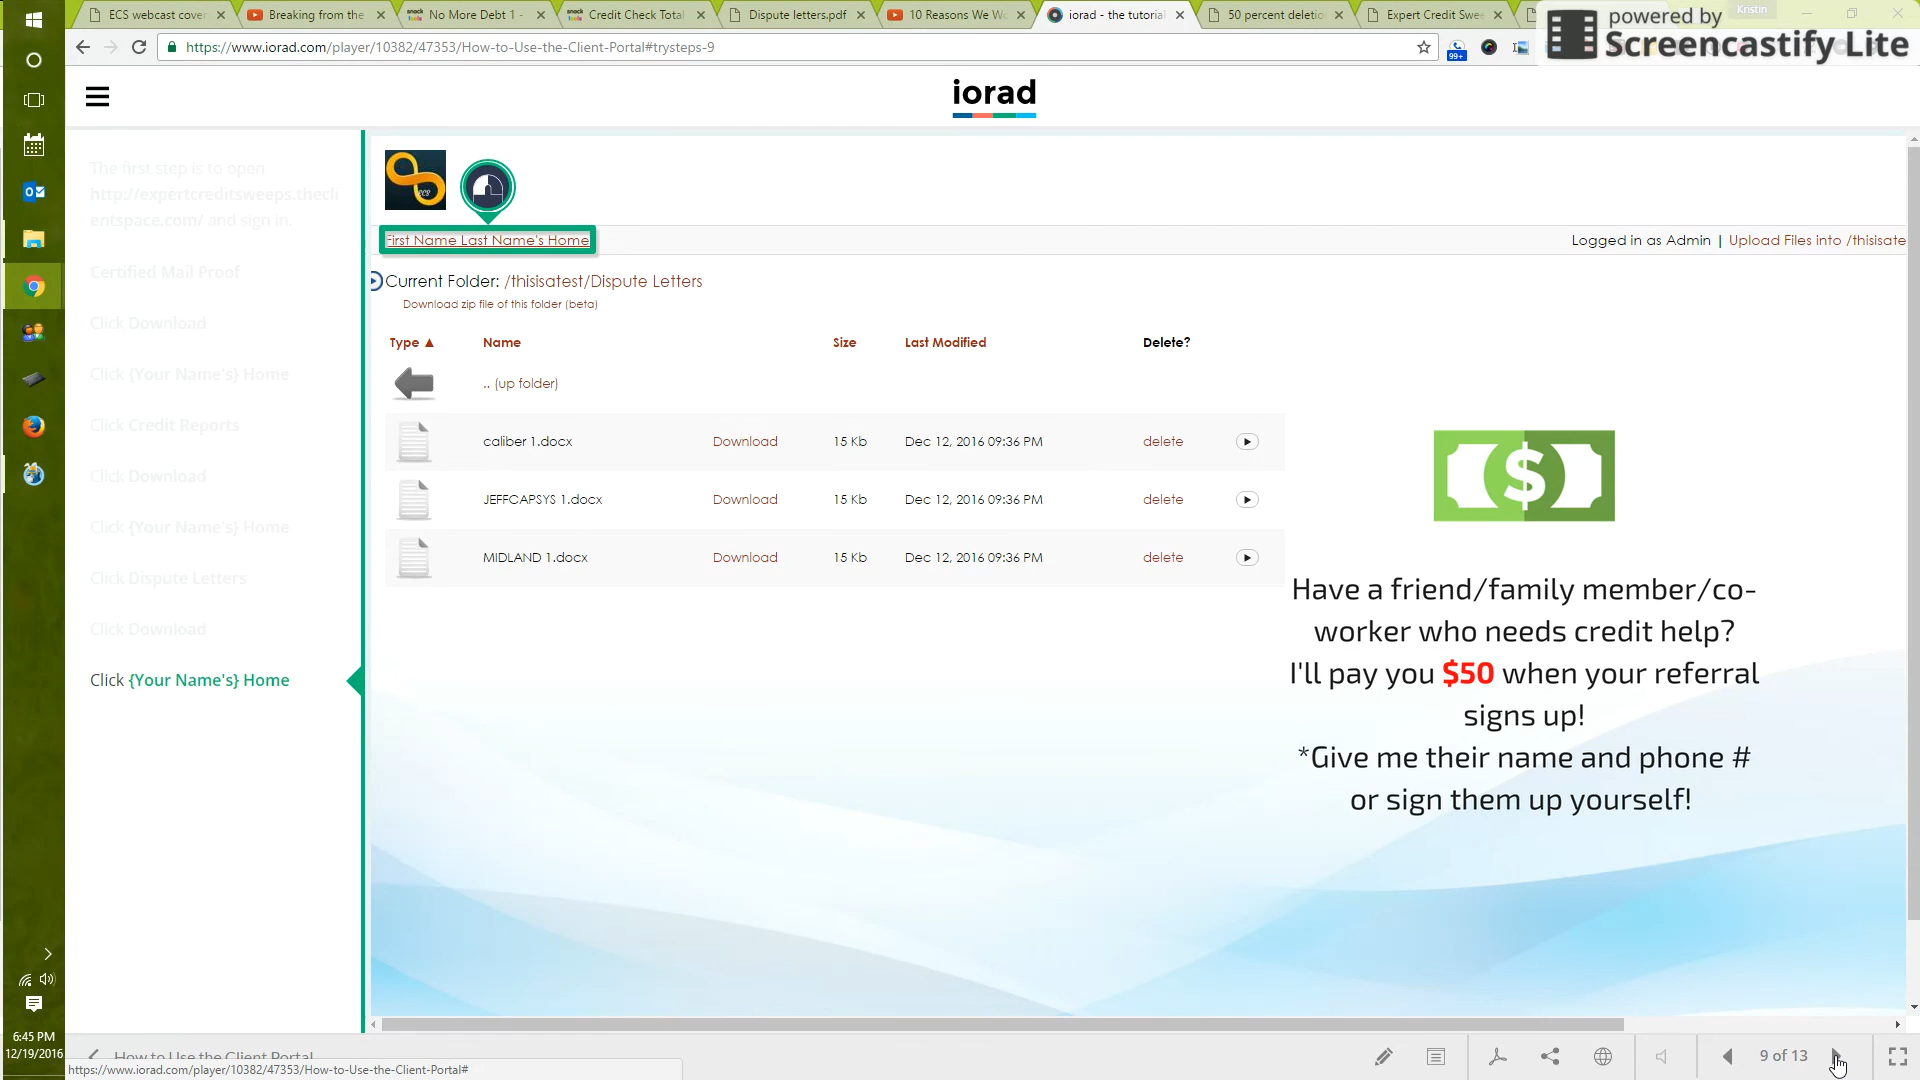 ECS webcast cover
Breaking from the
No More Debt 1 -
Credit Check Total
Dispute letters.pdf
10 Reasons We W
iorad - the tutorial
50 percent deletio
Expert Credit Swee
Kristin
powered by
Screencastify Lite
https://www.iorad.com/player/10382/47353/How-to-Use-the-Client-Portal#trysteps-9
99+
iorad
The first step is to open
http://expertcreditsweeps.thecli
entspace.com/ and sign in.
Certified Mail Proof
Click Download
Click {Your Name's} Home
Click Credit Reports
Click Download
Click {Your Name's} Home
Click Dispute Letters
Click Download
Click {Your Name's} Home
ecs
First Name Last Name's Home
Logged in as Admin | Upload Files into /thisisate
Current Folder: /thisisatest/Dispute Letters
Download zip file of this folder (beta)
Type ▲ Name Size Last Modified Delete?
.. (up folder)
caliber 1.docx Download 15 Kb Dec 12, 2016 09:36 PM delete
JEFFCAPSYS 1.docx Download 15 Kb Dec 12, 2016 09:36 PM delete
MIDLAND 1.docx Download 15 Kb Dec 12, 2016 09:36 PM delete
$
Have a friend/family member/co-
worker who needs credit help?
I'll pay you $50 when your referral
signs up!
*Give me their name and phone #
or sign them up yourself!
6:45 PM
12/19/2016
How to Use the Client Portal
9 of 13
https://www.iorad.com/player/10382/47353/How-to-Use-the-Client-Portal#